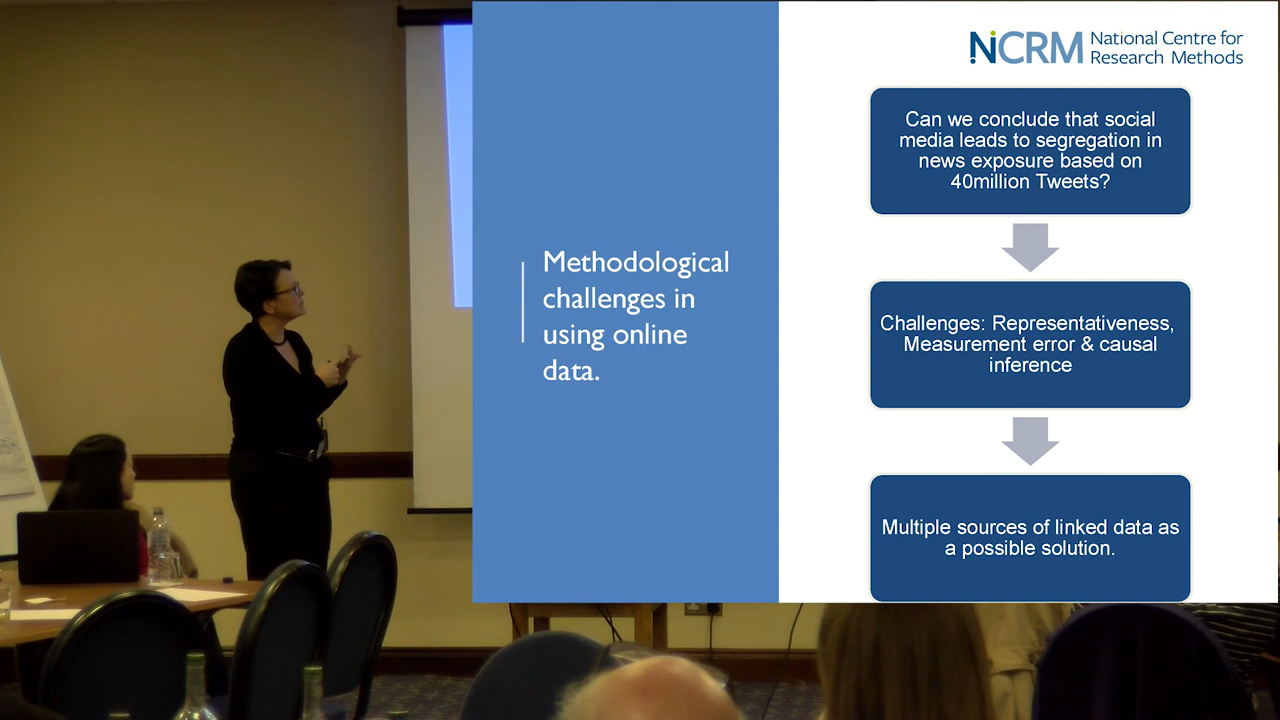 Methodological
challenges in
using online
data.
NCRM National Centre for
Research Methods
Can we conclude that social
media leads to segregation in
news exposure based on
40million Tweets?
Challenges: Representativeness,
Measurement error & causal
inference
Multiple sources of linked data as
a possible solution.